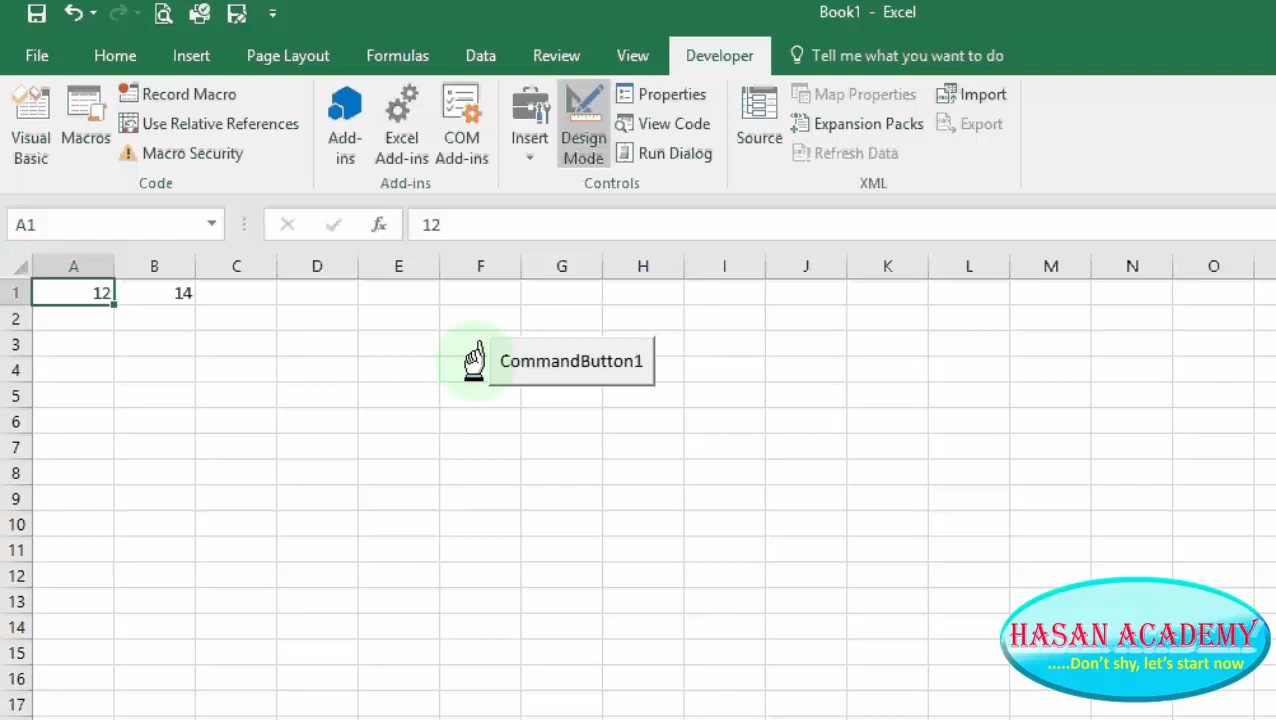 Book1 - Excel
File Home Insert Page Layout Formulas Data Review View Developer Tell me what you want to do
Visual Basic
Macros
Record Macro
Use Relative References
Macro Security
Code
Add-ins
Excel Add-ins
COM Add-ins
Add-ins
Insert
Design Mode
Properties
View Code
Run Dialog
Controls
Source
Map Properties
Expansion Packs
Refresh Data
Import
Export
XML
A1 fx 12
A B C D E F G H I J K L M N O
1 12 14
2
3
CommandButton1
4
5
6
7
8
9
10
11
12
13
14
15
16
17
HASAN ACADEMY
.....Don't shy, let's start now